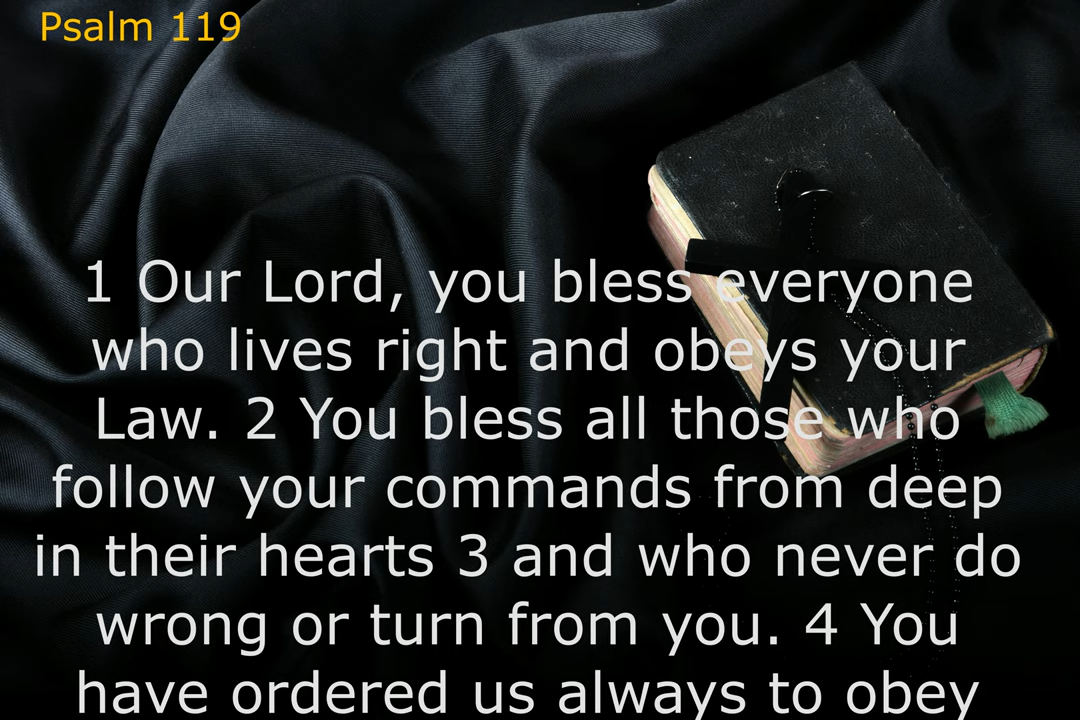 Psalm 119
1 Our Lord, you bless everyone
who lives right and obeys your
Law. 2 You bless all those who
follow your commands from deep
in their hearts 3 and who never do
wrong or turn from you. 4 You
have ordered us always to obey